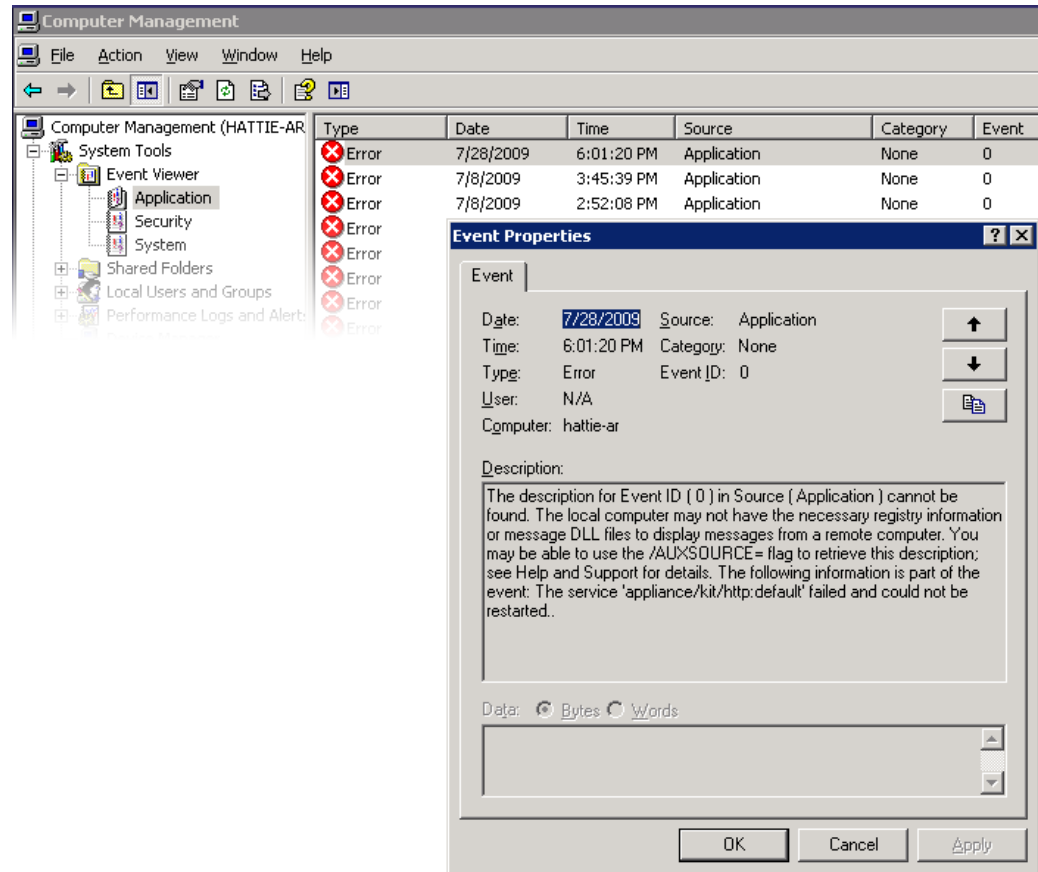 Computer Management
File Action View Window Help
Computer Management (HATTIE-AR
System Tools
Event Viewer
Application
Security
System
Shared Folders
Local Users and Groups
Performance Logs and Alerts
Type Date Time Source Category Event
Error 7/28/2009 6:01:20 PM Application None 0
Error 7/8/2009 3:45:39 PM Application None 0
Error 7/8/2009 2:52:08 PM Application None 0
Error
Error
Error
Error
Error
Event Properties
Event
Date: 7/28/2009 Source: Application
Time: 6:01:20 PM Category: None
Type: Error Event ID: 0
User: N/A
Computer: hattie-ar
Description:
The description for Event ID ( 0 ) in Source ( Application ) cannot be
found. The local computer may not have the necessary registry information
or message DLL files to display messages from a remote computer. You
may be able to use the /AUXSOURCE= flag to retrieve this description;
see Help and Support for details. The following information is part of the
event: The service 'appliance/kit/http:default' failed and could not be
restarted..
Data: Bytes Words
OK Cancel Apply